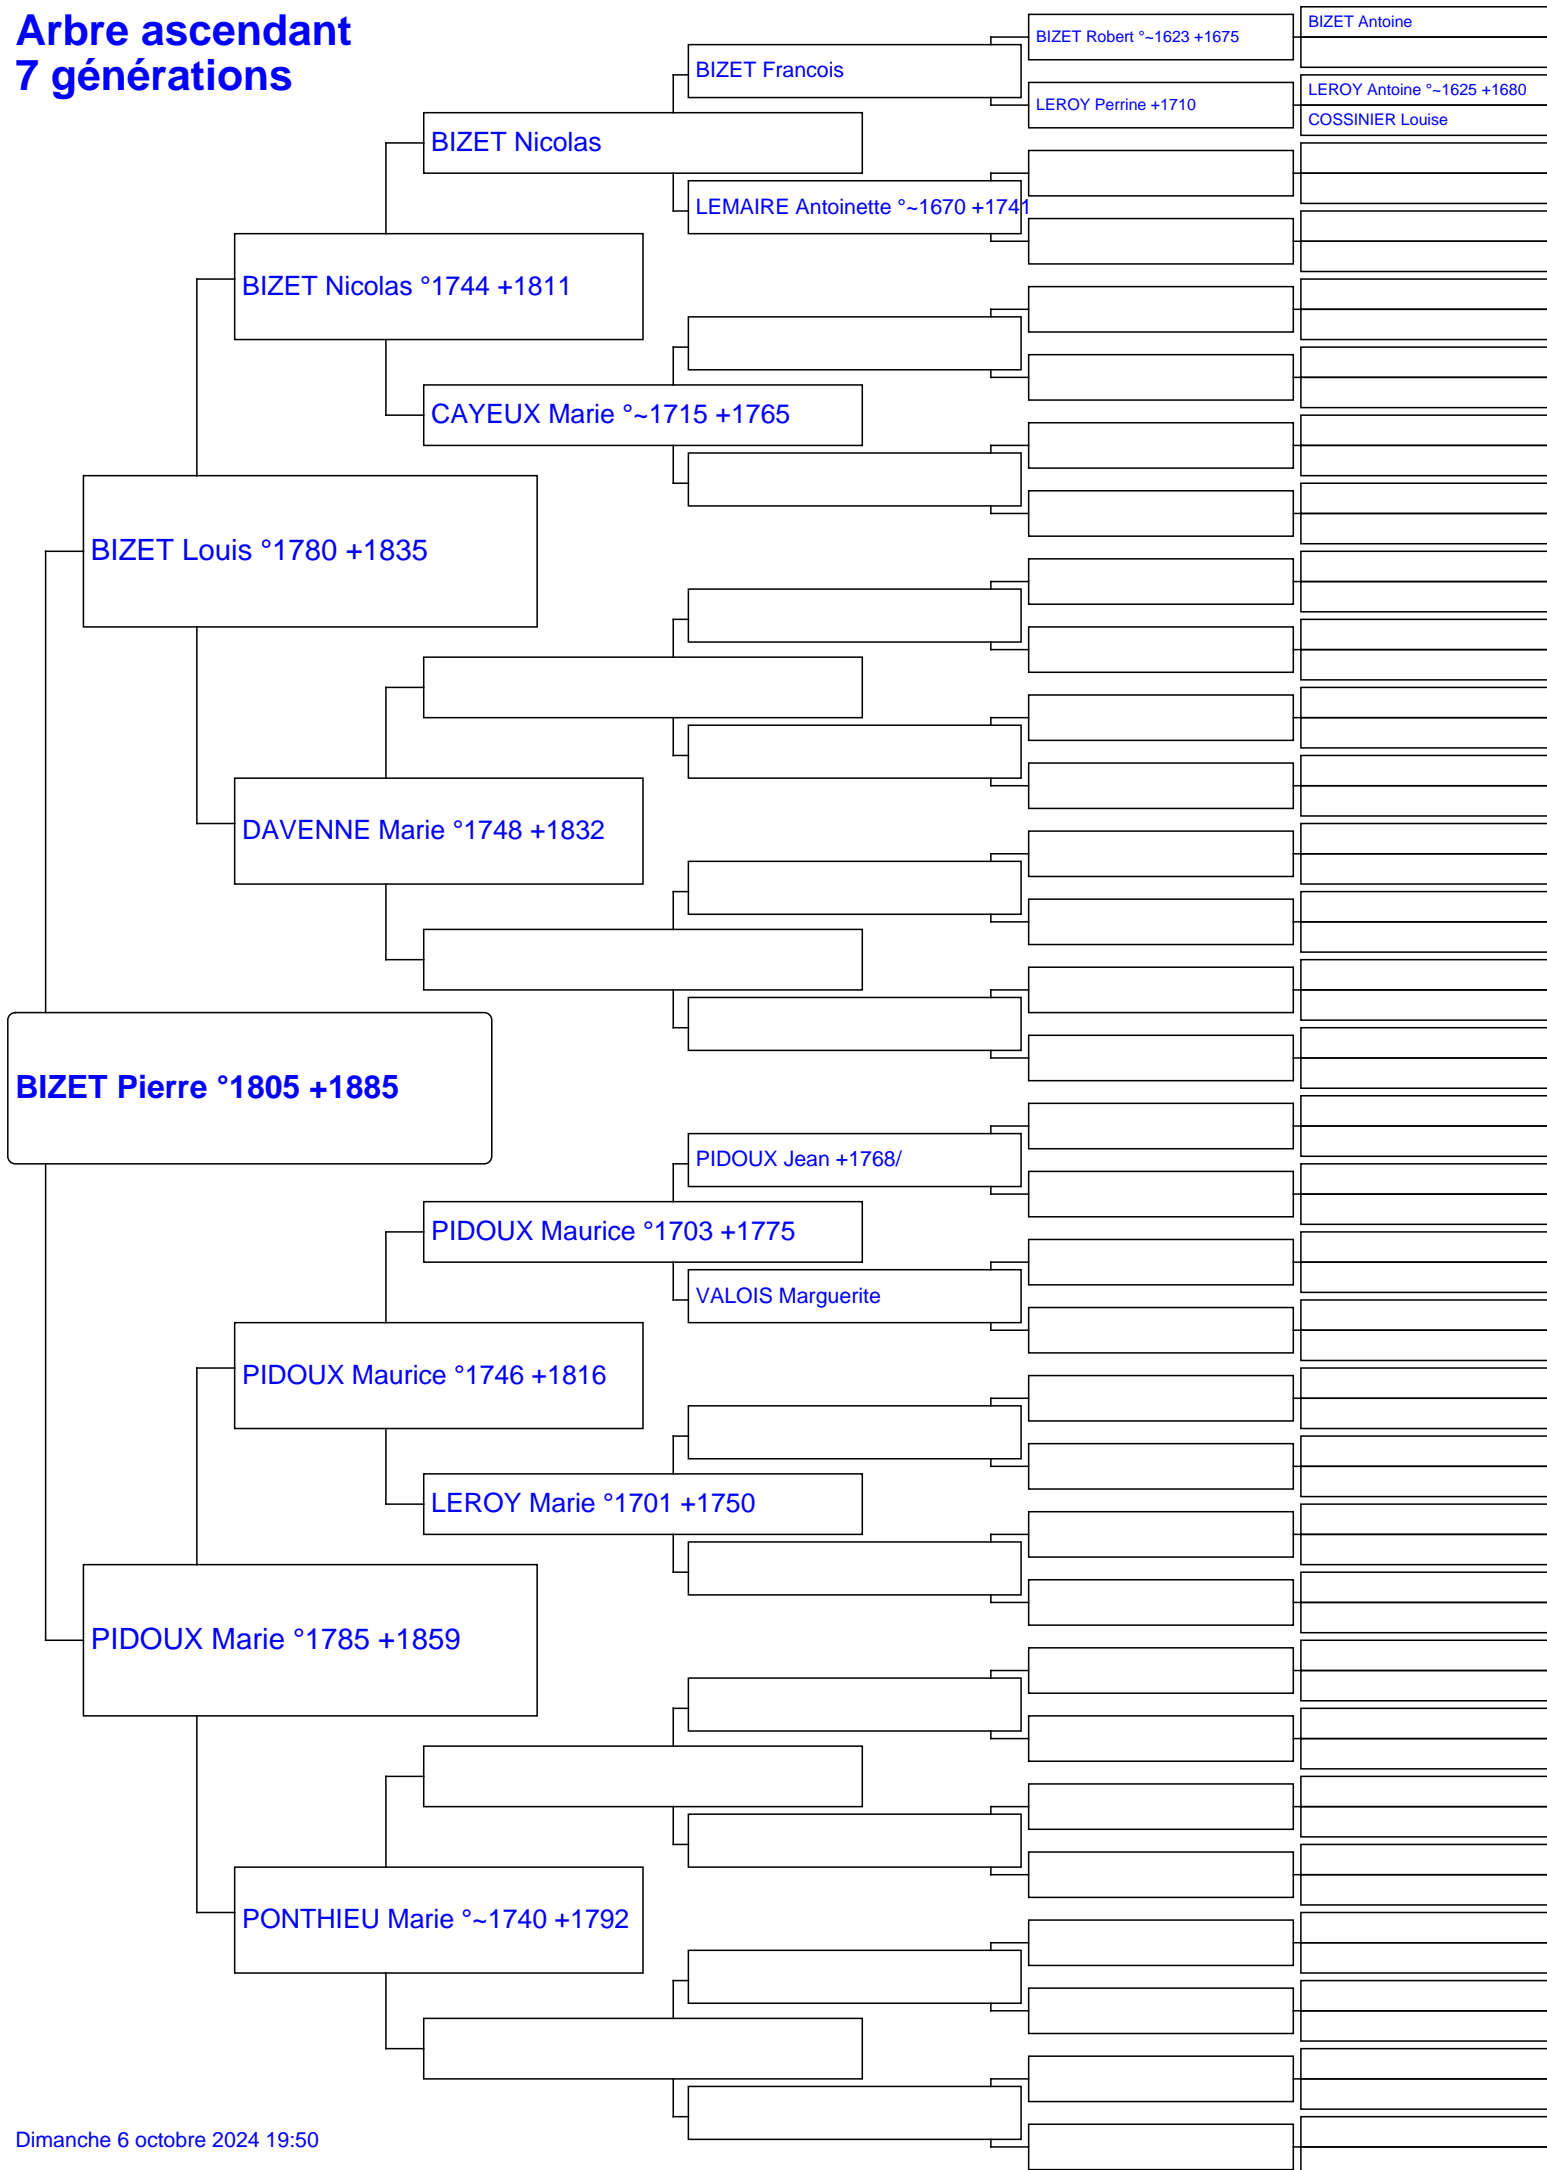 Arbre ascendant
7 générations
BIZET Antoine
BIZET Robert °~1623 +1675
BIZET Francois
LEROY Antoine °~1625 +1680
LEROY Perrine +1710
COSSINIER Louise
BIZET Nicolas
LEMAIRE Antoinette °~1670 +1741
BIZET Nicolas °1744 +1811
CAYEUX Marie °~1715 +1765
BIZET Louis °1780 +1835
DAVENNE Marie °1748 +1832
BIZET Pierre °1805 +1885
PIDOUX Jean +1768/
PIDOUX Maurice °1703 +1775
VALOIS Marguerite
PIDOUX Maurice °1746 +1816
LEROY Marie °1701 +1750
PIDOUX Marie °1785 +1859
PONTHIEU Marie °~1740 +1792
Dimanche 6 octobre 2024 19:50